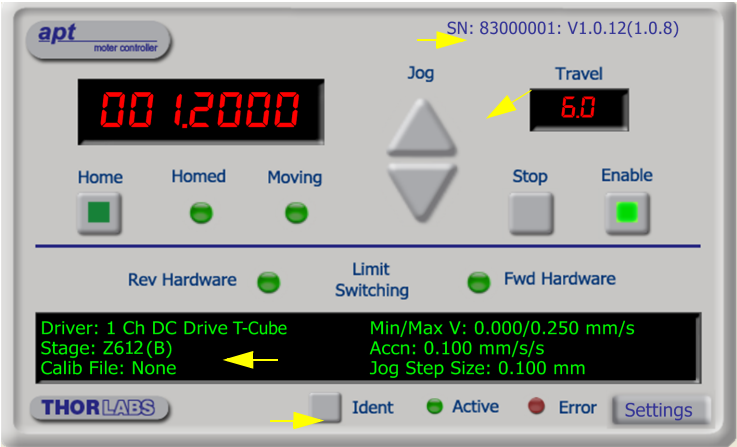 apt
motor controller
SN: 83000001: V1.0.12(1.0.8)
Jog
Travel
001.2000
6.0
Home
Homed
Moving
Stop
Enable
Rev Hardware
Limit
Switching
Fwd Hardware
Driver: 1 Ch DC Drive T-Cube
Stage: Z612(B)
Calib File: None
Min/Max V: 0.000/0.250 mm/s
Accn: 0.100 mm/s/s
Jog Step Size: 0.100 mm
THORLABS
Ident
Active
Error
Settings